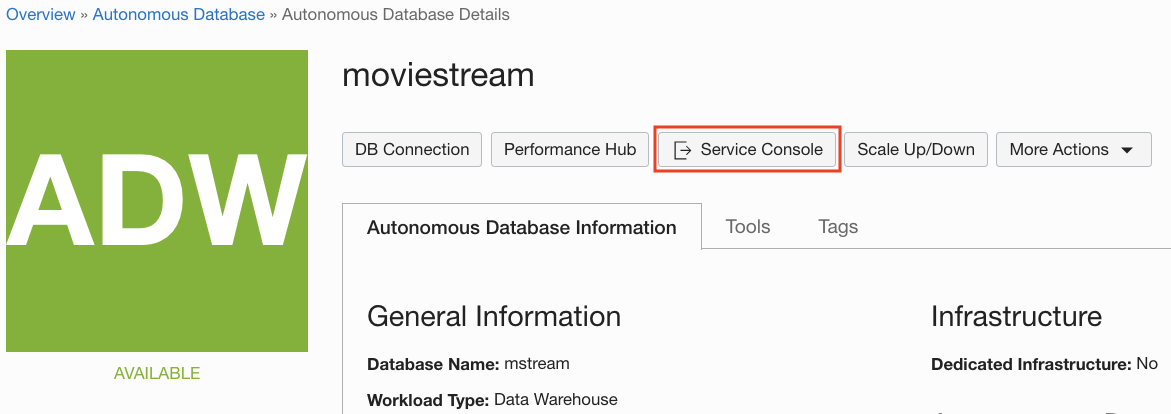 Overview » Autonomous Database » Autonomous Database Details
ADW
AVAILABLE
moviestream
DB Connection Performance Hub Service Console Scale Up/Down More Actions
Autonomous Database Information Tools Tags
General Information
Database Name: mstream
Workload Type: Data Warehouse
Infrastructure
Dedicated Infrastructure: No